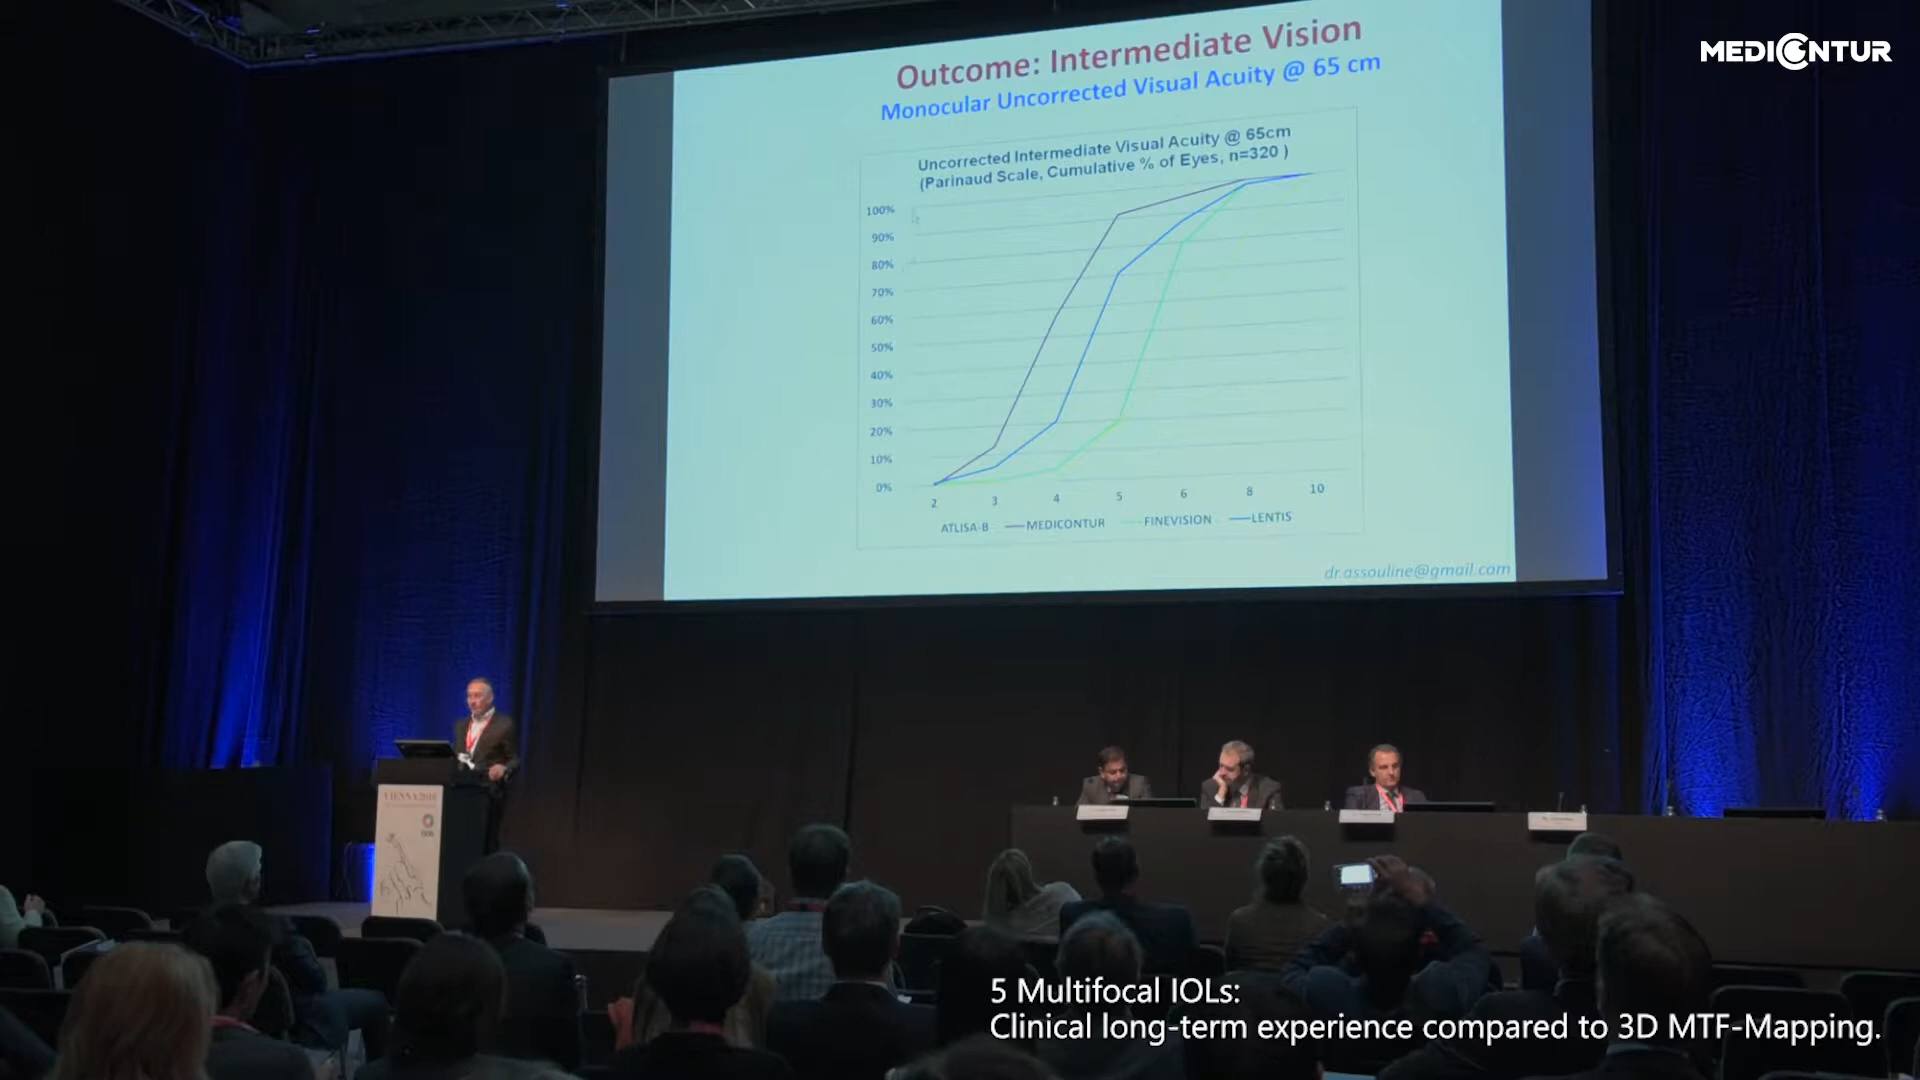 MEDICONTUR
Outcome: Intermediate Vision
Monocular Uncorrected Visual Acuity @ 65 cm
Uncorrected Intermediate Visual Acuity @ 65cm
(Parinaud Scale, Cumulative % of Eyes, n=320 )
100%
90%
80%
70%
60%
50%
40%
30%
20%
10%
0%
2 3 4 5 6 8 10
ATLISA-B MEDICONTUR FINEVISION LENTIS
dr.assouline@gmail.com
VIENNA
5 Multifocal IOLs:
Clinical long-term experience compared to 3D MTF-Mapping.